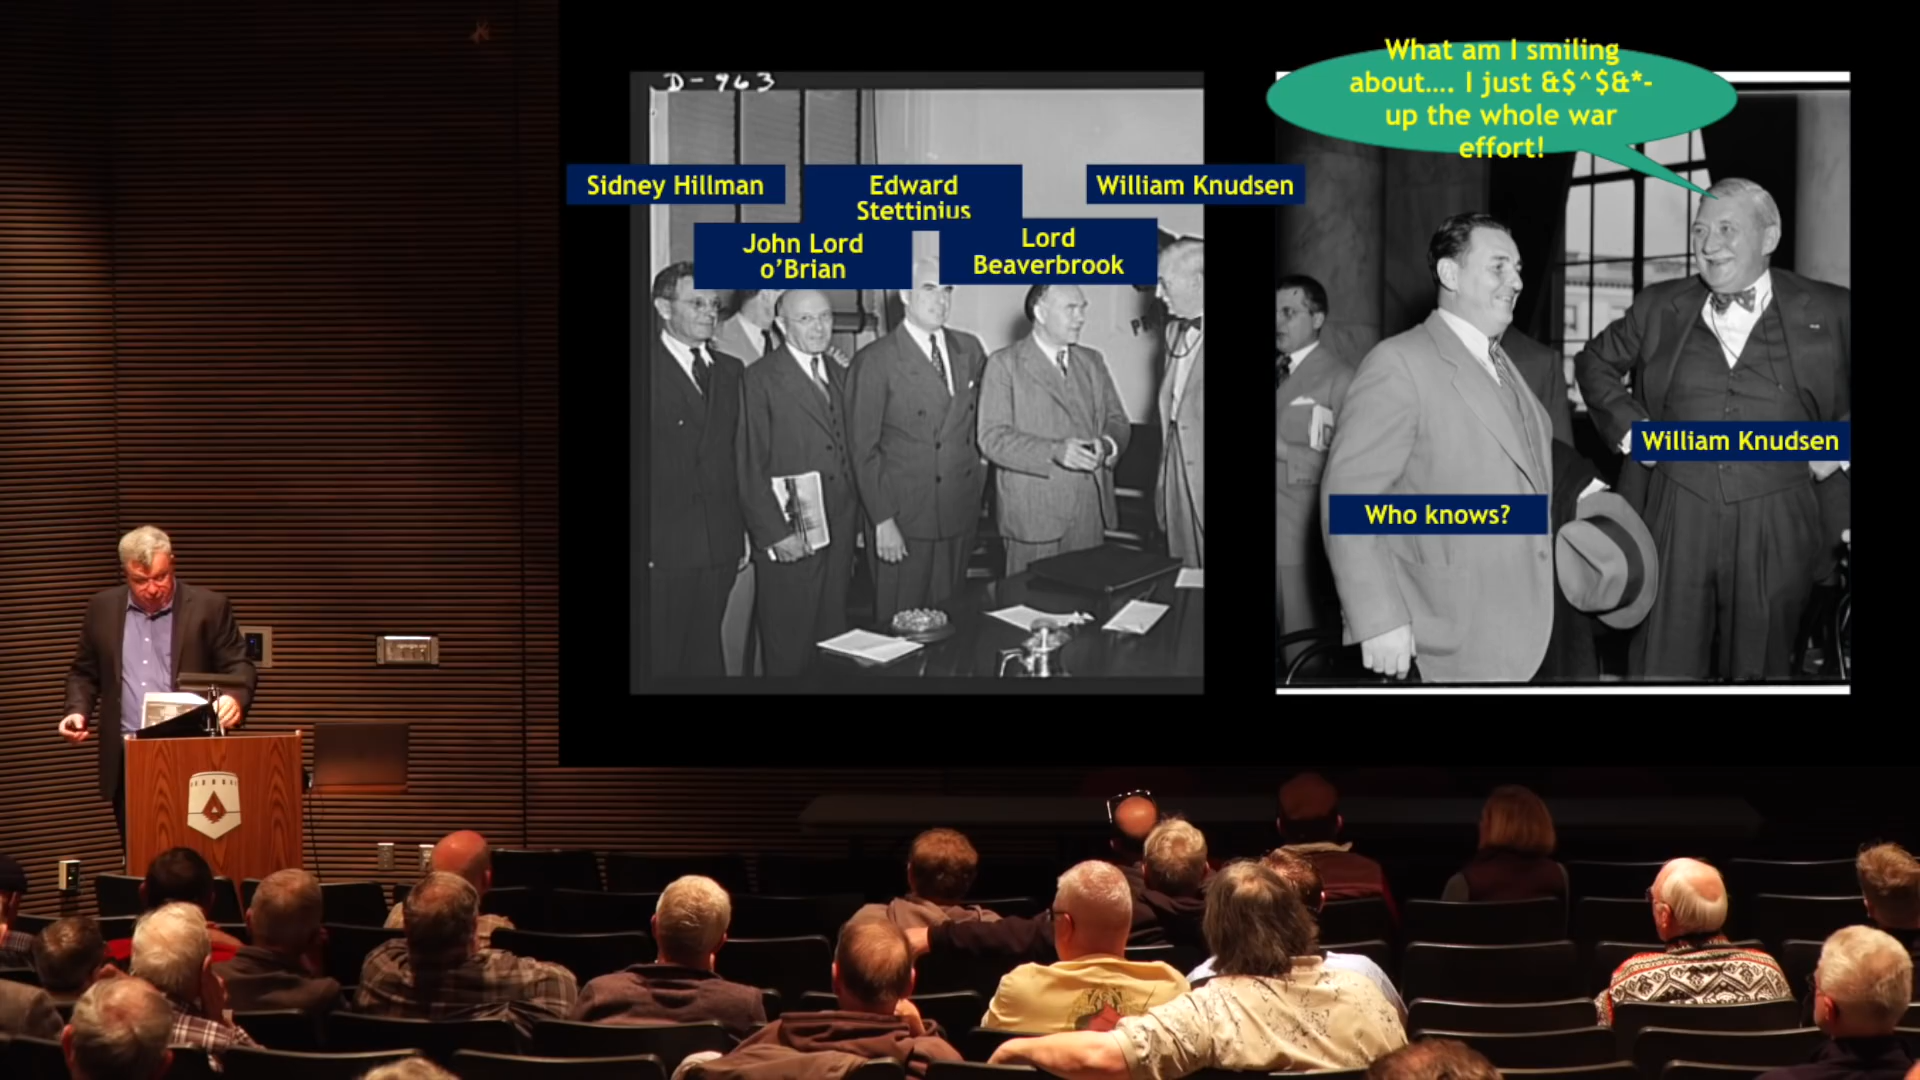 D-963
Sidney Hillman
Edward
Stettinius
William Knudsen
John Lord
o’Brian
Lord
Beaverbrook
What am I smiling
about.... I just &$^$&*-
up the whole war
effort!
William Knudsen
Who knows?